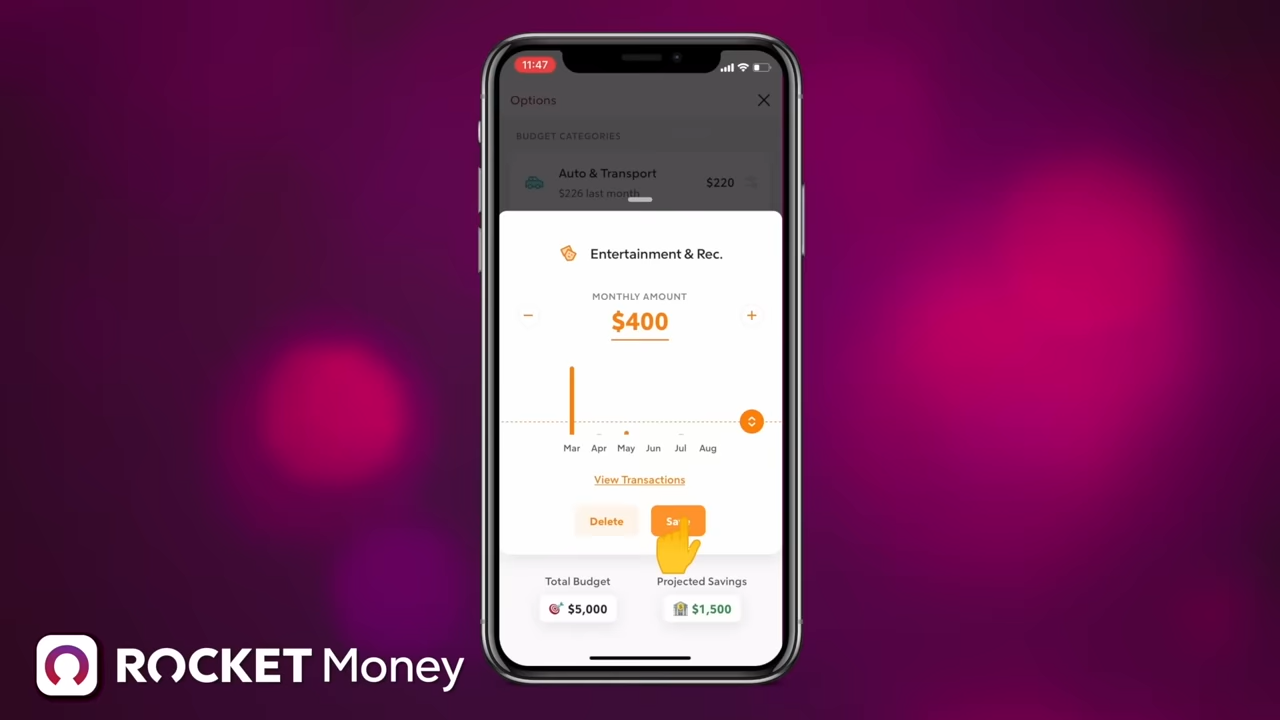 11:47
Options
BUDGET CATEGORIES
Auto & Transport
$226 last month
$220
Entertainment & Rec.
MONTHLY AMOUNT
−
$400
+
Mar Apr May Jun Jul Aug
View Transactions
Delete
Total Budget Projected Savings
$5,000 $1,500
ROCKET Money